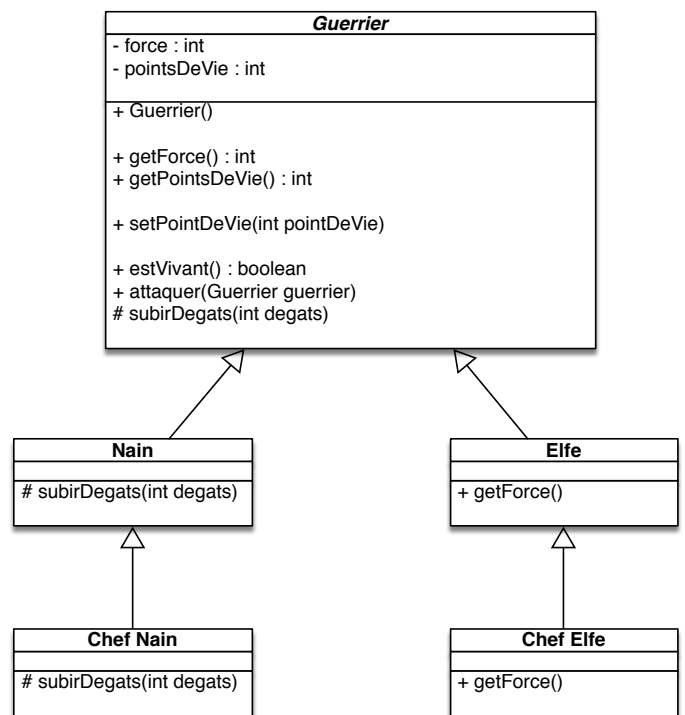 Guerrier
- force : int
- pointsDeVie : int
+ Guerrier()
+ getForce() : int
+ getPointsDeVie() : int
+ setPointDeVie(int pointDeVie)
+ estVivant() : boolean
+ attaquer(Guerrier guerrier)
# subirDegats(int degats)
Nain
# subirDegats(int degats)
Elfe
+ getForce()
Chef Nain
# subirDegats(int degats)
Chef Elfe
+ getForce()